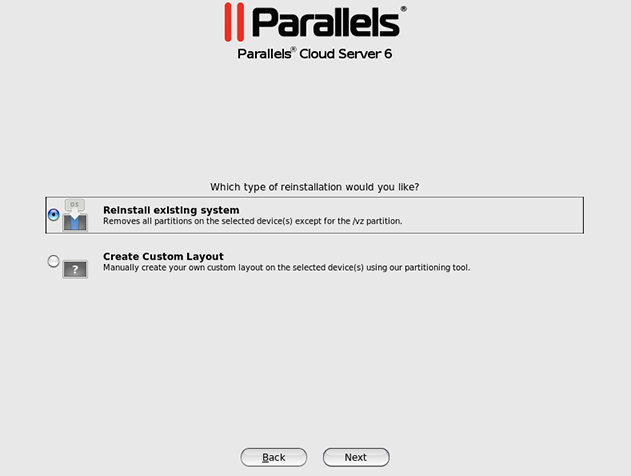 Parallels®
Parallels® Cloud Server 6
Which type of reinstallation would you like?
OS
Reinstall existing system
Removes all partitions on the selected device(s) except for the /vz partition.
Create Custom Layout
?
Manually create your own custom layout on the selected device(s) using our partitioning tool.
Back
Next